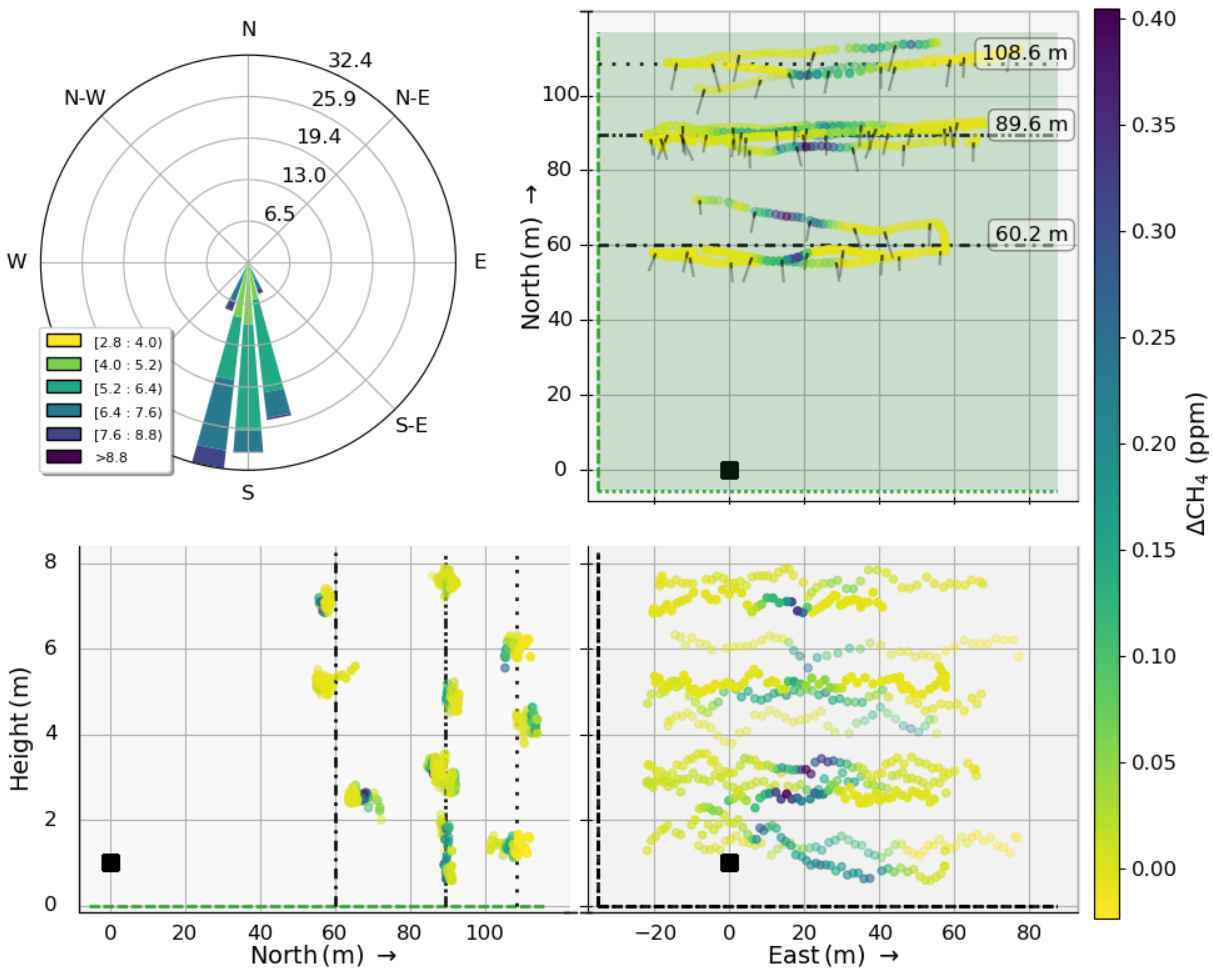 N
N-W
N-E
W
E
S
S-E
32.4
25.9
19.4
13.0
6.5
[2.8 : 4.0)
[4.0 : 5.2)
[5.2 : 6.4)
[6.4 : 7.6)
[7.6 : 8.8)
>8.8
North (m) →
100
80
60
40
20
0
108.6 m
89.6 m
60.2 m
0.40
0.35
0.30
0.25
0.20
0.15
0.10
0.05
0.00
ΔCH₄ (ppm)
Height (m)
8
6
4
2
0
0
20
40
60
80
100
North (m) →
−20
0
20
40
60
80
East (m) →